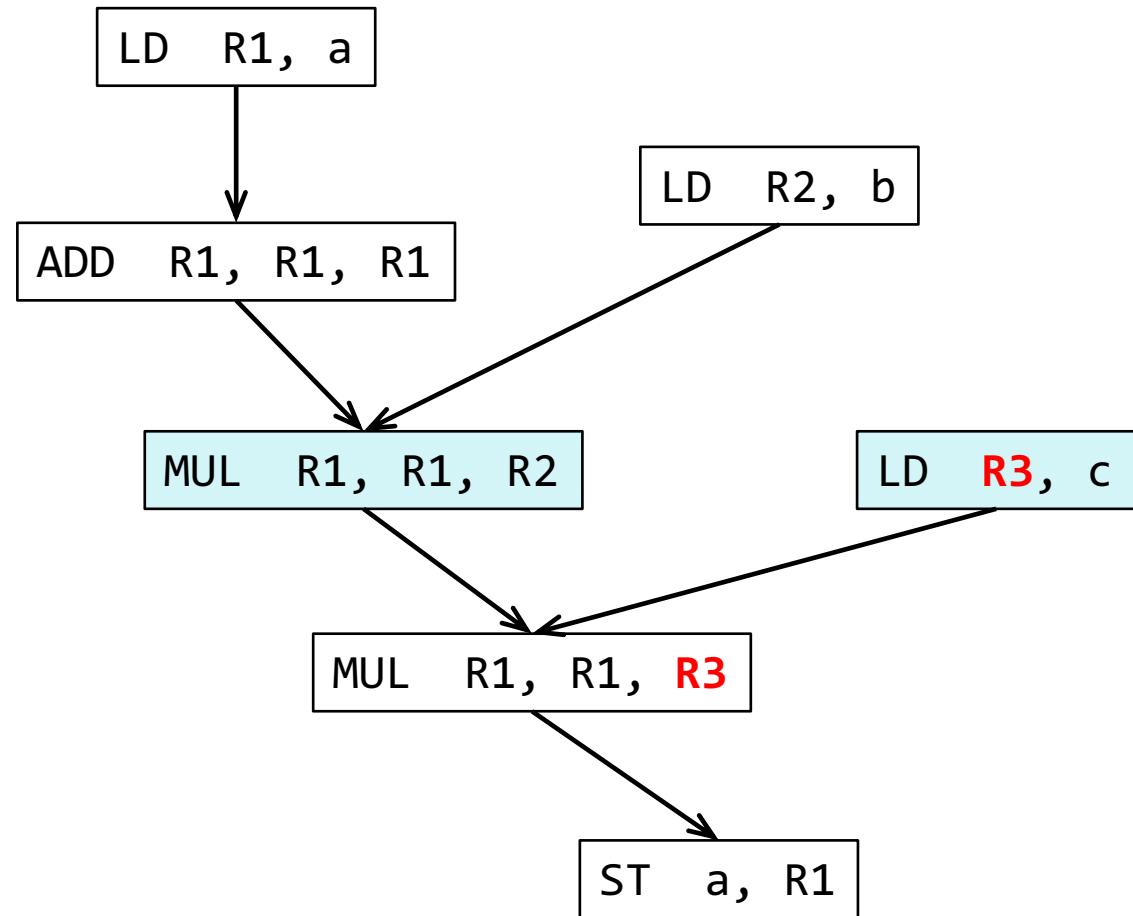 LD R1, a
LD R2, b
ADD R1, R1, R1
MUL R1, R1, R2
LD R3, c
MUL R1, R1, R3
ST a, R1